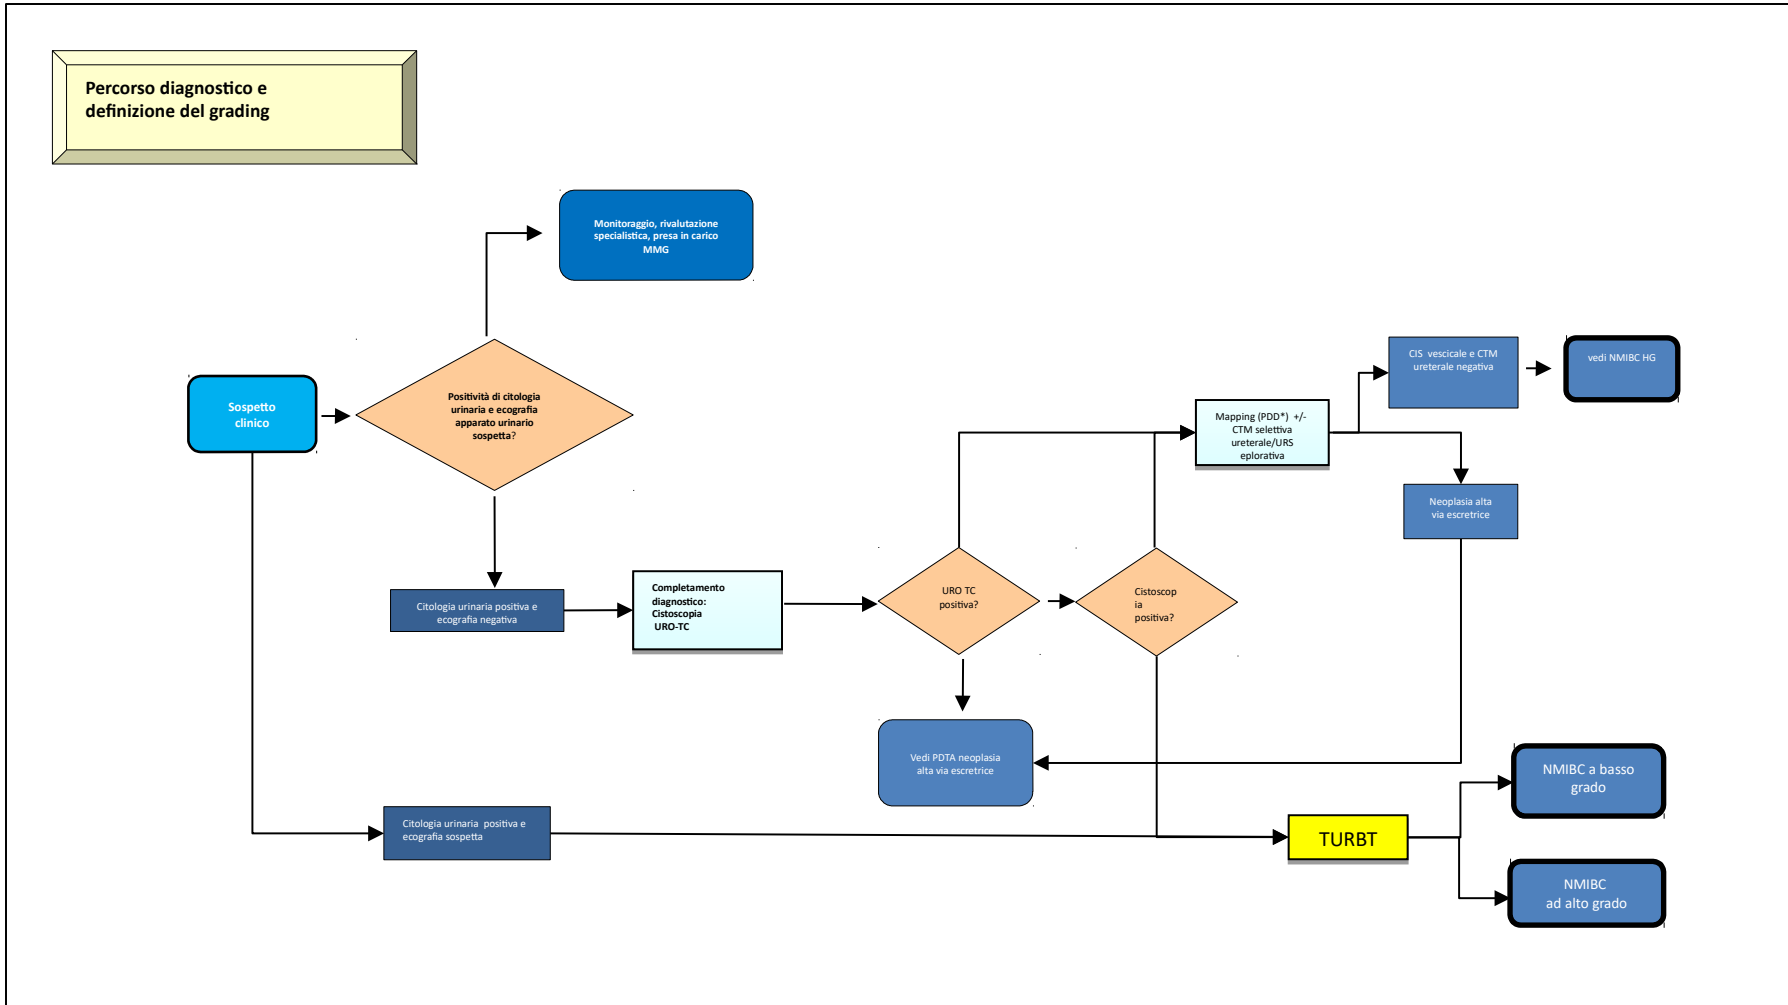 Percorso diagnostico e
definizione del grading
Monitoraggio, rivalutazione
specialistica, presa in carico
MMG
Sospetto
clinico
Positività di citologia
urinaria e ecografia
apparato urinario
sospetta?
CIS vescicale e CTM
ureterale negativa
vedi NMIBC HG
Mapping (PDD*) +/-
CTM selettiva
ureterale/URS
eplorativa
Neoplasia alta
via escretrice
Citologia urinaria positiva e
ecografia negativa
Completamento
diagnostico:
Cistoscopia
URO-TC
URO TC
positiva?
Cistoscop
ia
positiva?
Vedi PDTA neoplasia
alta via escretrice
Citologia urinaria positiva e
ecografia sospetta
TURBT
NMIBC a basso
grado
NMIBC
ad alto grado